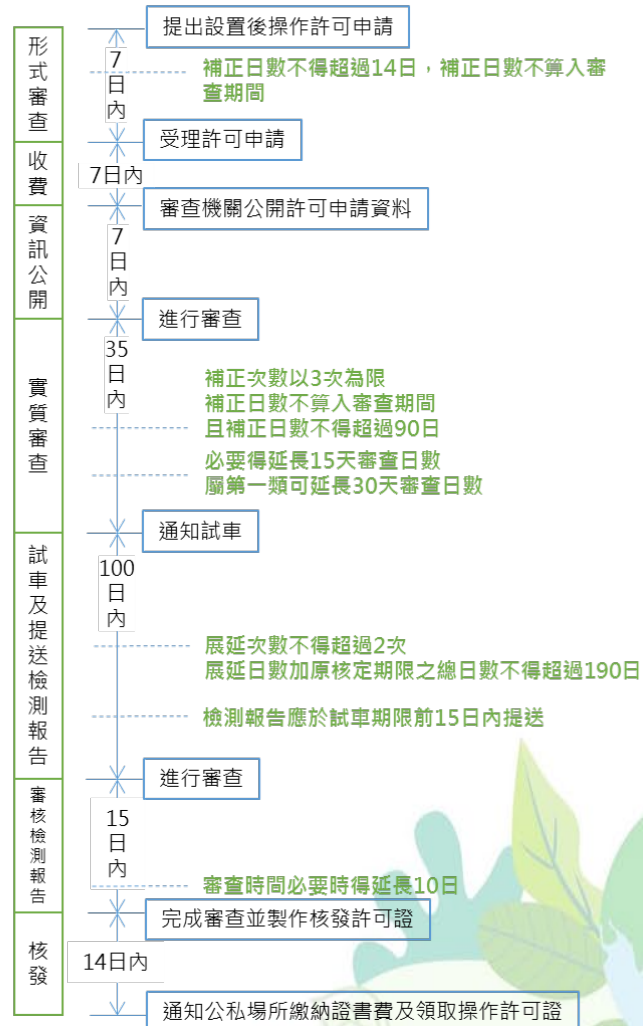 提出設置後操作許可申請
形式審查
7日內
補正日數不得超過14日，補正日數不算入審
查期間
受理許可申請
收費
7日內
審查機關公開許可申請資料
資訊公開
7日內
進行審查
實質審查
35日內
補正次數以3次為限
補正日數不算入審查期間
且補正日數不得超過90日
必要得延長15天審查日數
屬第一類可延長30天審查日數
通知試車
試車及提送檢測報告
100日內
展延次數不得超過2次
展延日數加原核定期限之總日數不得超過190日
檢測報告應於試車期限前15日內提送
進行審查
審核檢測報告
15日內
審查時間必要時得延長10日
完成審查並製作核發許可證
核發
14日內
通知公私場所繳納證書費及領取操作許可證